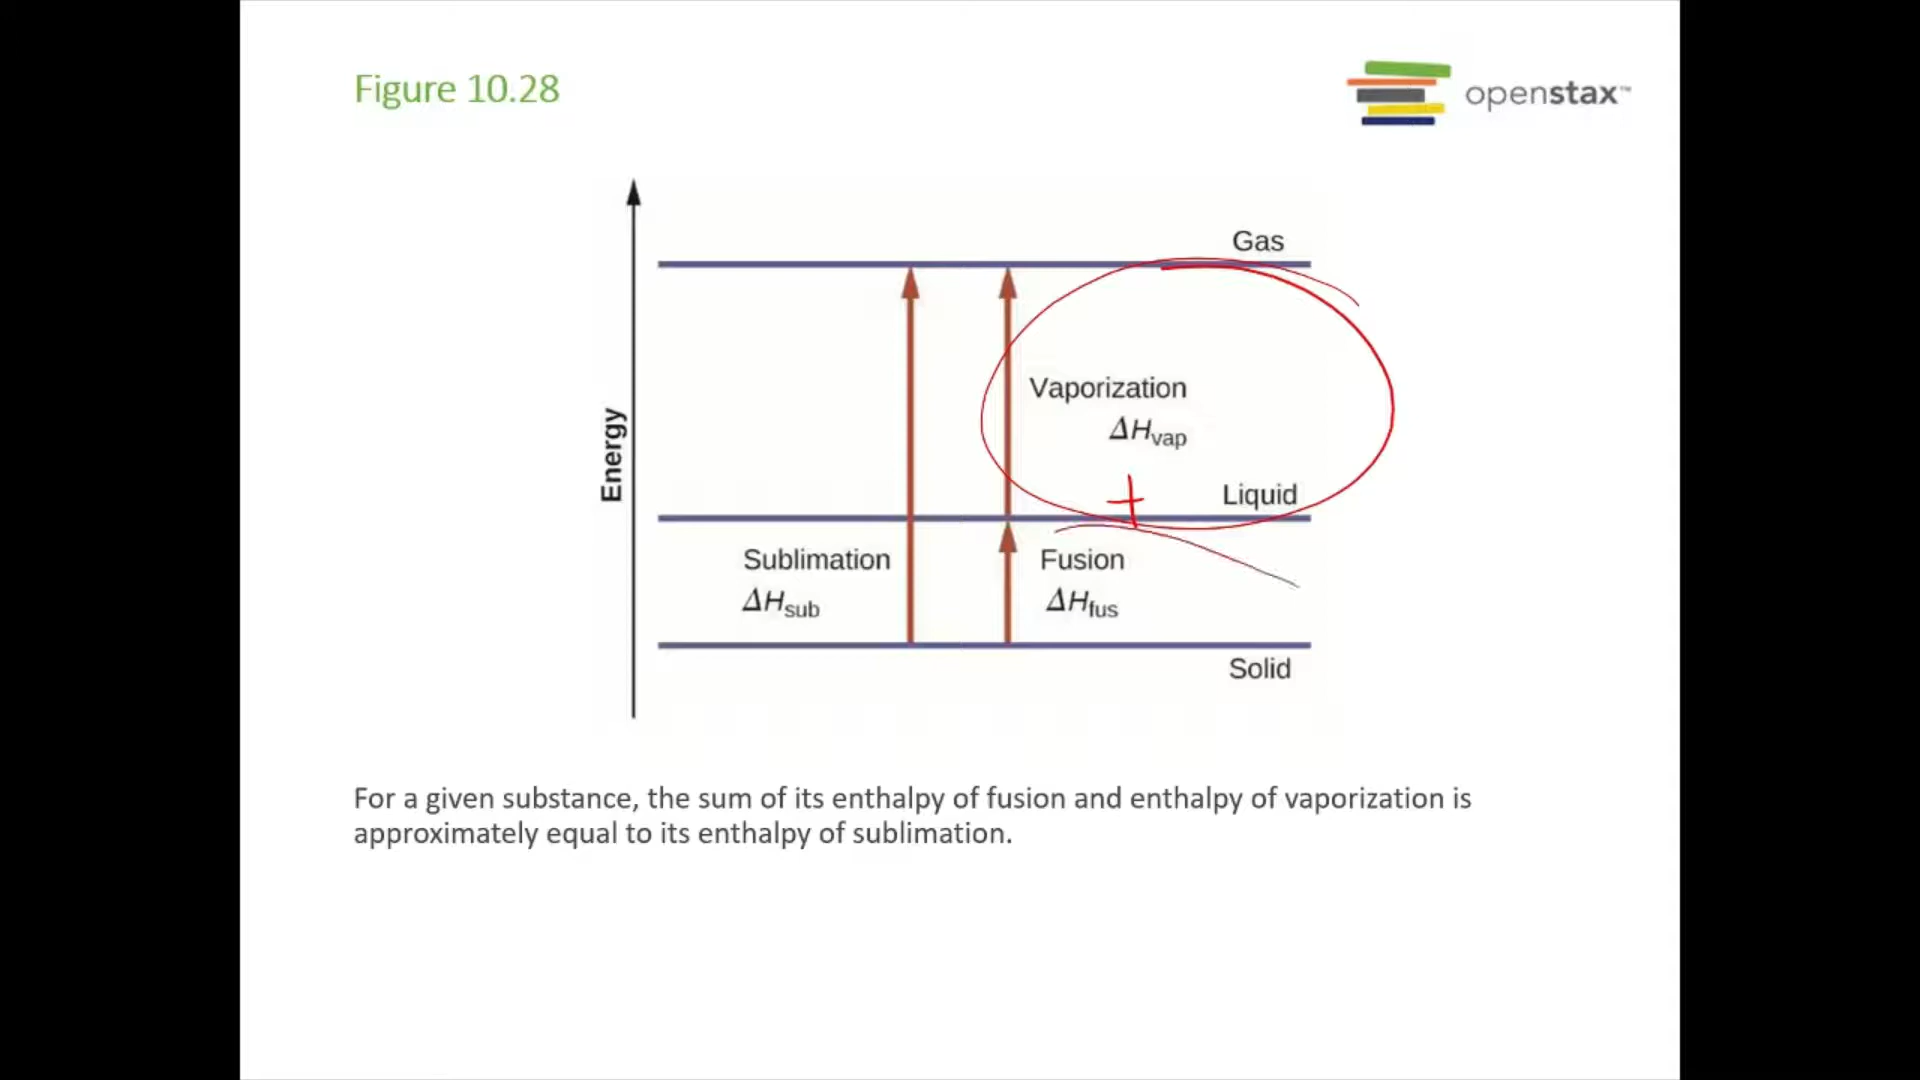 Figure 10.28
openstax™
Gas
Vaporization
ΔHvap
+
Liquid
Energy
Sublimation
ΔHsub
Fusion
ΔHfus
Solid
For a given substance, the sum of its enthalpy of fusion and enthalpy of vaporization is
approximately equal to its enthalpy of sublimation.